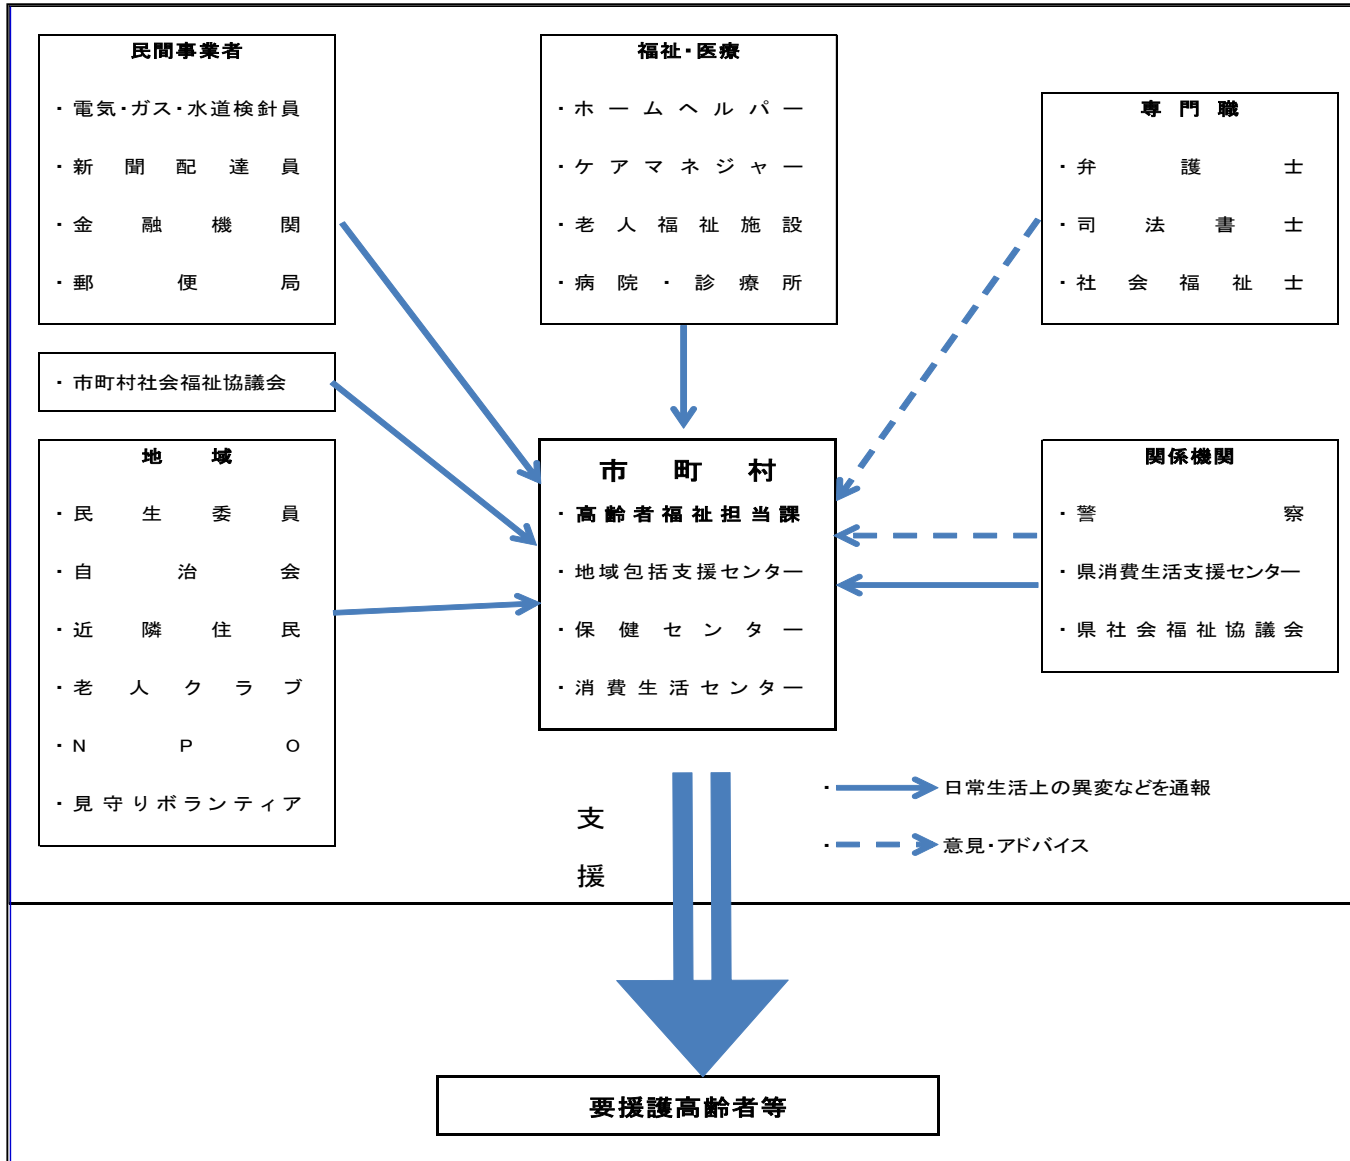 民間事業者
・電気・ガス・水道検針員
・新聞配達員
・金融機関
・郵便局
・市町村社会福祉協議会
地域
・民生委員
・自治会
・近隣住民
・老人クラブ
・NPO
・見守りボランティア
福祉・医療
・ホームヘルパー
・ケアマネジャー
・老人福祉施設
・病院・診療所
市町村
・高齢者福祉担当課
・地域包括支援センター
・保健センター
・消費生活センター
専門職
・弁護士
・司法書士
・社会福祉士
関係機関
・警察
・県消費生活支援センター
・県社会福祉協議会
・日常生活上の異変などを通報
・意見・アドバイス
支援
要援護高齢者等